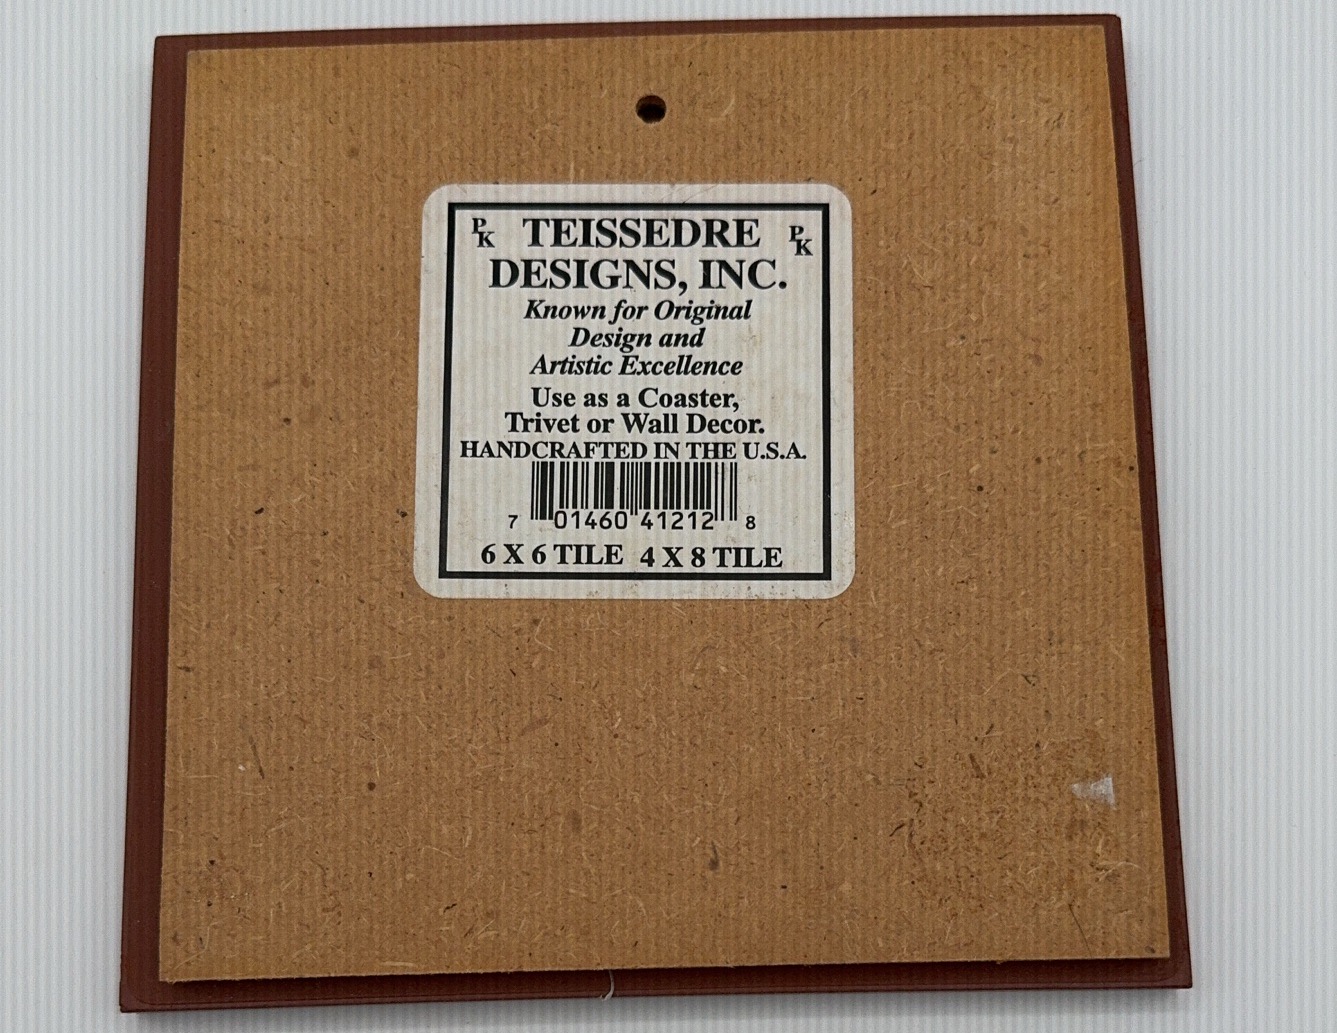 PK TEISSEDRE PK
DESIGNS, INC.
Known for Original
Design and
Artistic Excellence
Use as a Coaster,
Trivet or Wall Decor.
HANDCRAFTED IN THE U.S.A.
7 01460 41212 8
6 X 6 TILE 4 X 8 TILE